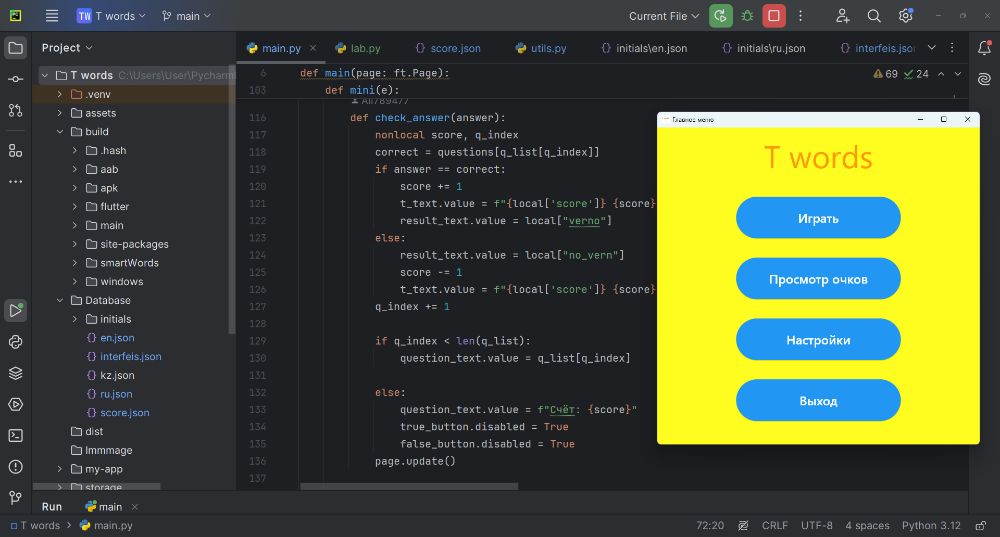 PC
TW T words
main
Current File
Project
main.py
lab.py
score.json
utils.py
initials\en.json
initials\ru.json
interfeis.jsor
T words C:\Users\User\Pycharm
.venv
assets
build
.hash
aab
apk
flutter
main
site-packages
smartWords
windows
Database
initials
en.json
interfeis.json
kz.json
ru.json
score.json
dist
Immmage
my-app
storage
69 24
6 def main(page: ft.Page):
103 def mini(e):
All789477
116 def check_answer(answer):
117 nonlocal score, q_index
118 correct = questions[q_list[q_index]]
119 if answer == correct:
120 score += 1
121 t_text.value = f"{local['score']} {score}
122 result_text.value = local["verno"]
123 else:
124 result_text.value = local["no_vern"]
125 score -= 1
126 t_text.value = f"{local['score']} {score}
127 q_index += 1
128
129 if q_index < len(q_list):
130 question_text.value = q_list[q_index]
131
132 else:
133 question_text.value = f"Счёт: {score}"
134 true_button.disabled = True
135 false_button.disabled = True
136 page.update()
137
Главное меню
T words
Играть
Просмотр очков
Настройки
Выход
Run
main
T words > main.py
72:20 CRLF UTF-8 4 spaces Python 3.12